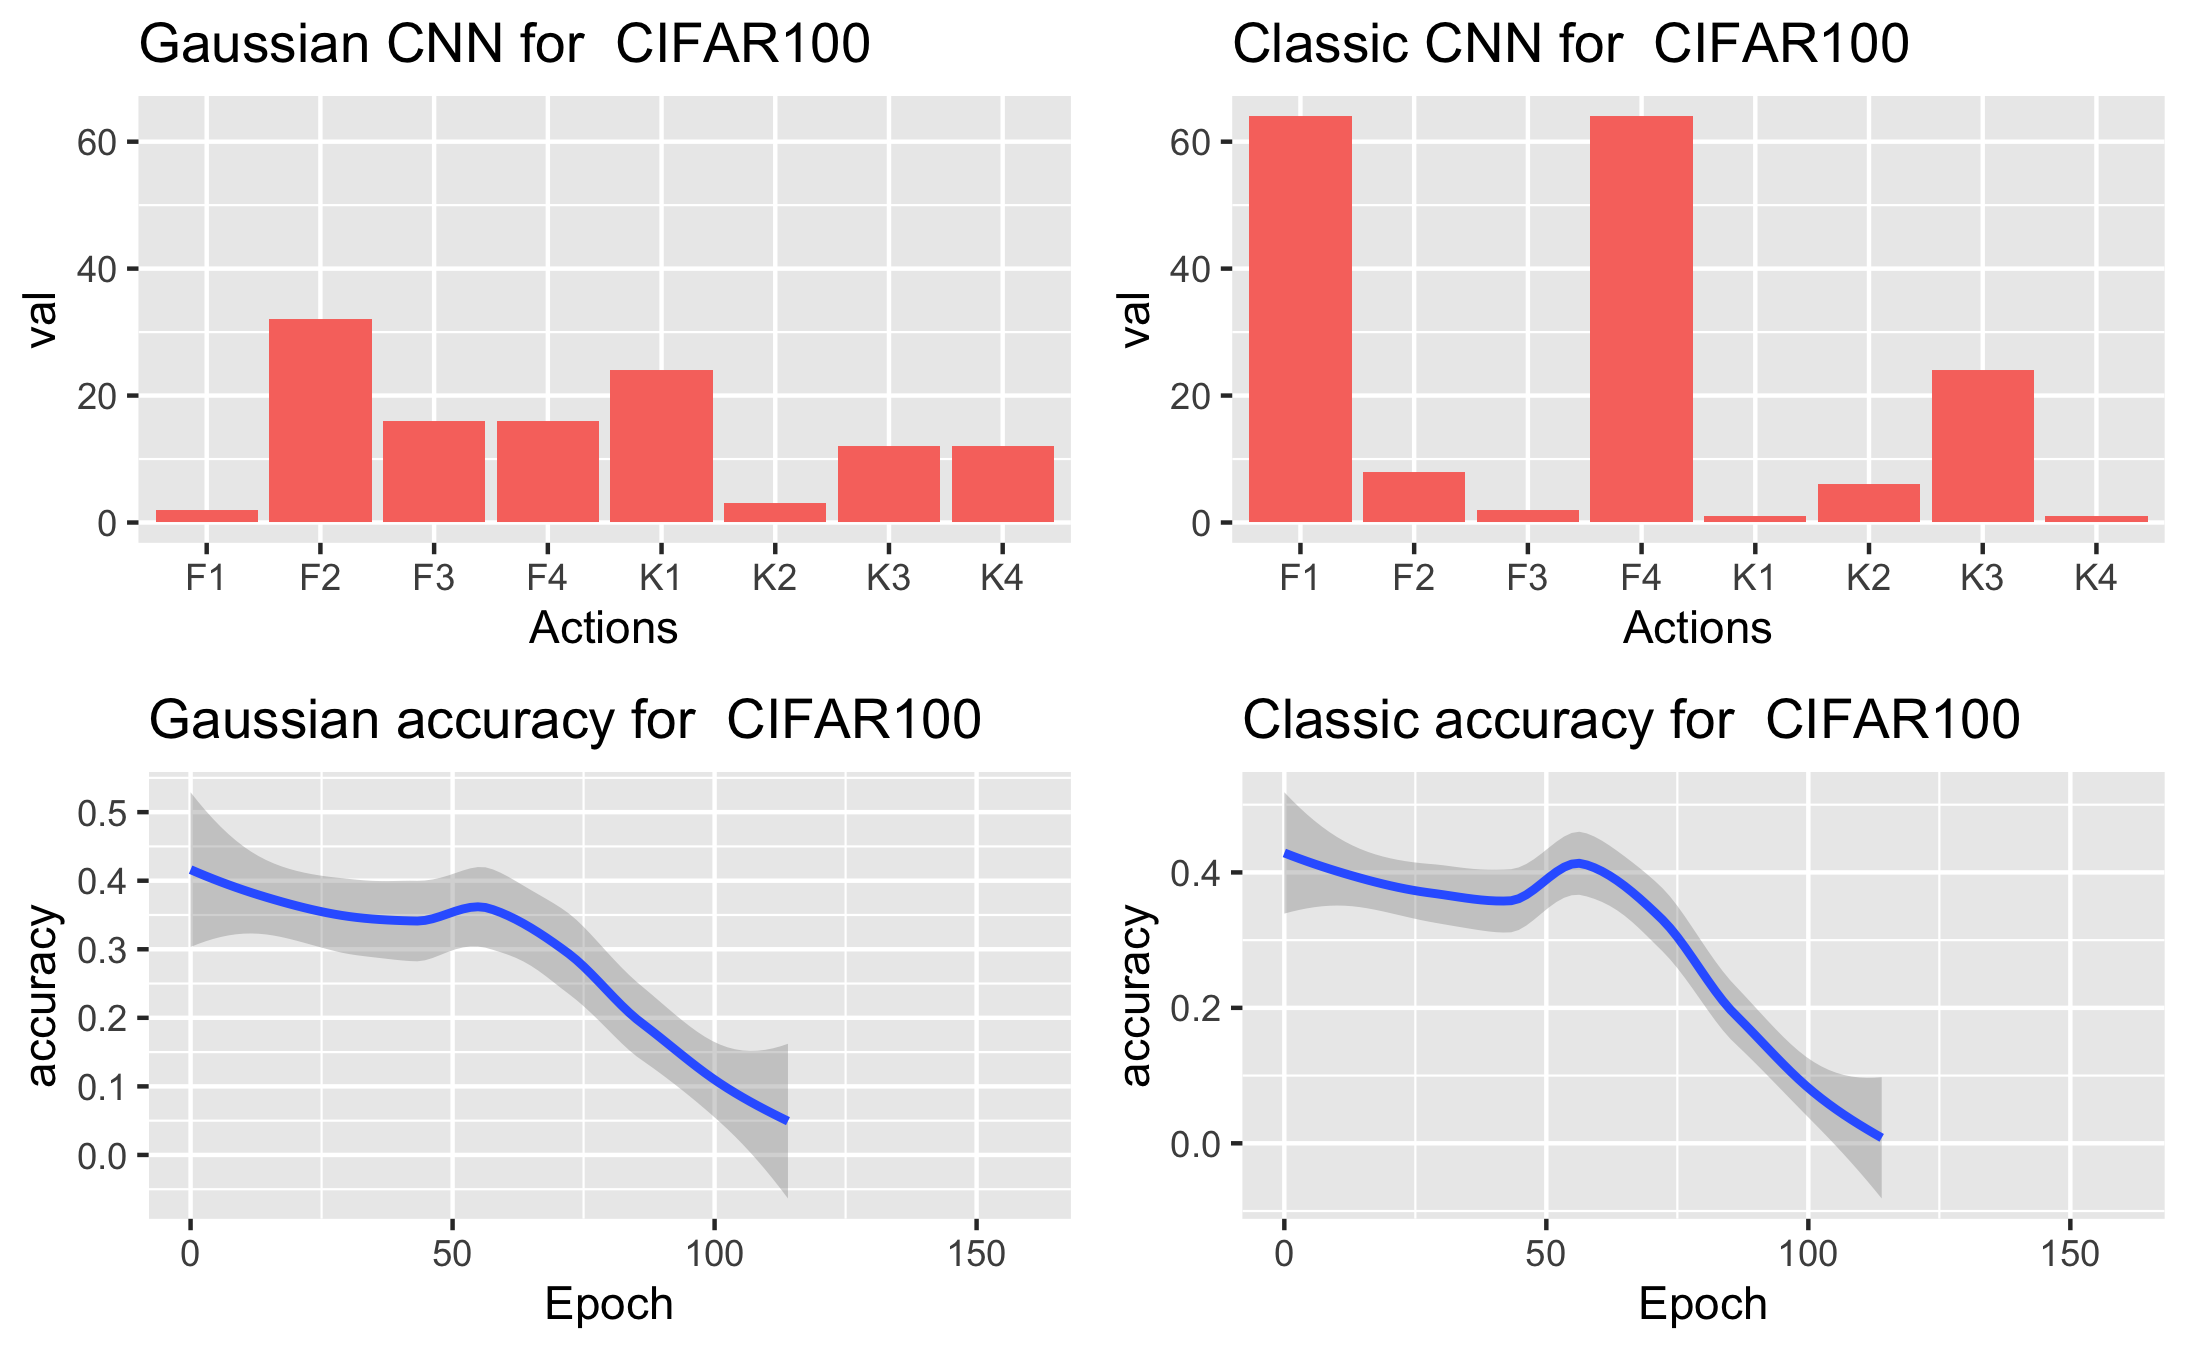 Gaussian CNN for  CIFAR100
60
40
20
0
val
F1 F2 F3 F4 K1 K2 K3 K4
Actions
Classic CNN for  CIFAR100
60
40
20
0
val
F1 F2 F3 F4 K1 K2 K3 K4
Actions
Gaussian accuracy for  CIFAR100
0.5
0.4
0.3
0.2
0.1
0.0
accuracy
0 50 100 150
Epoch
Classic accuracy for  CIFAR100
0.4
0.2
0.0
accuracy
0 50 100 150
Epoch